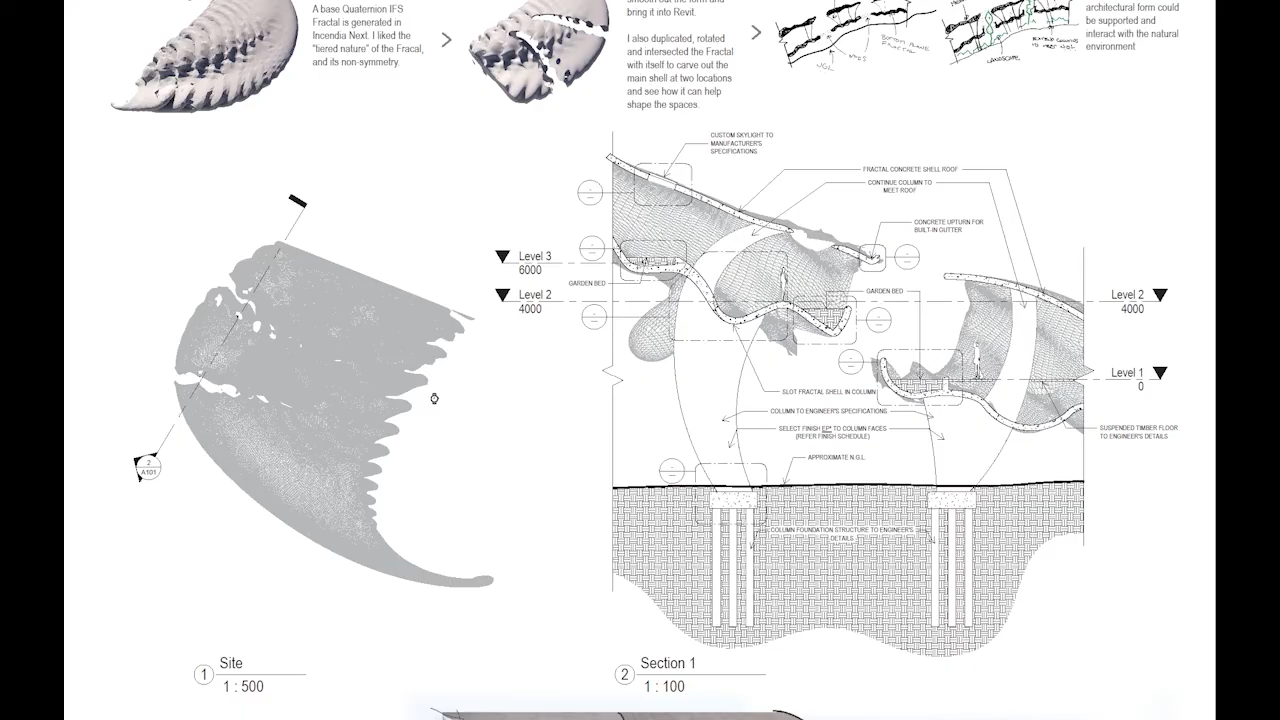 A base Quaternion IFS
Fractal is generated in
Incendia Next. I liked the
"tiered nature" of the Fracal,
and its non-symmetry.
smooth out the form and
bring it into Revit.
I also duplicated, rotated
and intersected the Fractal
with itself to carve out the
main shell at two locations
and see how it can help
shape the spaces.
BOTTOM PLANE
FRACTAL
NGL
LANDSCAPE
architectural form could
be supported and
interact with the natural
environment
CUSTOM SKYLIGHT TO
MANUFACTURER'S
SPECIFICATIONS
FRACTAL CONCRETE SHELL ROOF
CONTINUE COLUMN TO
MEET ROOF
CONCRETE UPTURN FOR
BUILT-IN GUTTER
Level 3
6000
GARDEN BED
Level 2
4000
GARDEN BED
Level 2
4000
Level 1
0
SLOT FRACTAL SHELL IN COLUMN
COLUMN TO ENGINEER'S SPECIFICATIONS
SELECT FINISH EP* TO COLUMN FACES
(REFER FINISH SCHEDULE)
SUSPENDED TIMBER FLOOR
TO ENGINEER'S DETAILS
APPROXIMATE N.G.L.
COLUMN FOUNDATION STRUCTURE TO ENGINEER'S
DETAILS
2
A101
1
Site
1 : 500
2
Section 1
1 : 100